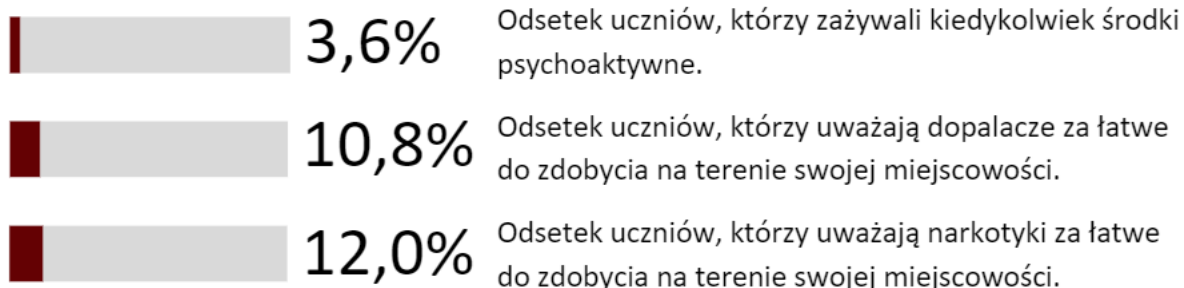 3,6%
Odsetek uczniów, którzy zażywali kiedykolwiek środki
psychoaktywne.
10,8%
Odsetek uczniów, którzy uważają dopalacze za łatwe
do zdobycia na terenie swojej miejscowości.
12,0%
Odsetek uczniów, którzy uważają narkotyki za łatwe
do zdobycia na terenie swojej miejscowości.